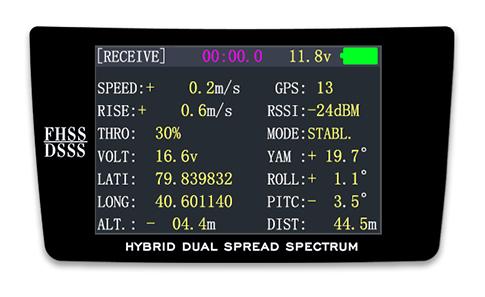 [RECEIVE] 00:00.0 11.8v
SPEED:+ 0.2m/s GPS: 13
RISE:+ 0.6m/s RSSI:-24dBM
THRO: 30% MODE:STABL.
VOLT: 16.6v YAM :+ 19.7°
LATI: 79.839832 ROLL:+ 1.1°
LONG: 40.601140 PITC:- 3.5°
ALT.: - 04.4m DIST: 44.5m
FHSS
DSSS
HYBRID DUAL SPREAD SPECTRUM